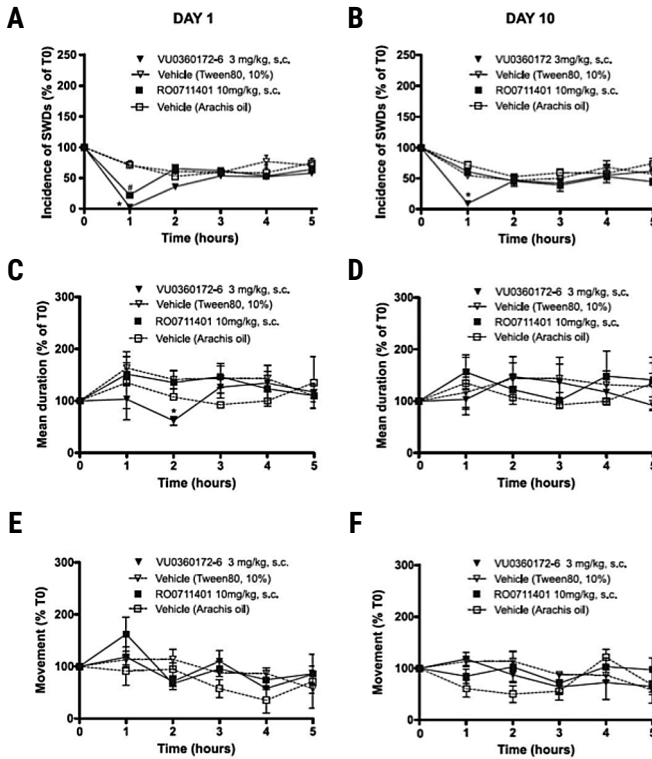 A
DAY 1
B
DAY 10
Incidence of SWDs (% of T0)
250
200
150
100
50
0
VU0360172-6 3 mg/kg, s.c.
Vehicle (Tween80, 10%)
RO0711401 10mg/kg, s.c.
Vehicle (Arachis oil)
#
*
0 1 2 3 4 5
Time (hours)
Incidence of SWDs (% of T0)
250
200
150
100
50
0
VU0360172 3mg/kg, s.c.
Vehicle (Tween80, 10%)
RO0711401 10mg/kg, s.c.
Vehicle (Arachis oil)
*
0 1 2 3 4 5
Time (hours)
C
D
Mean duration (% of T0)
300
200
150
100
50
0
VU0360172-6 3 mg/kg, s.c.
Vehicle (Tween80, 10%)
RO0711401 10mg/kg, s.c.
Vehicle (Arachis oil)
*
0 1 2 3 4 5
Time (hours)
Mean duration (% of T0)
300
200
150
100
50
0
VU0360172-6 3 mg/kg, s.c.
Vehicle (Tween80, 10%)
RO0711401 10mg/kg, s.c.
Vehicle (Arachis oil)
0 1 2 3 4 5
Time (hours)
E
F
Movement (% T0)
300
200
100
0
VU0360172-6 3 mg/kg, s.c.
Vehicle (Tween80, 10%)
RO0711401 10mg/kg, s.c.
Vehicle (Arachis oil)
0 1 2 3 4 5
Time (hours)
Movement (% T0)
300
200
100
0
VU0360172-6 3 mg/kg, s.c.
Vehicle (Tween80, 10%)
RO0711401 10mg/kg, s.c.
Vehicle (Arachis oil)
0 1 2 3 4 5
Time (hours)